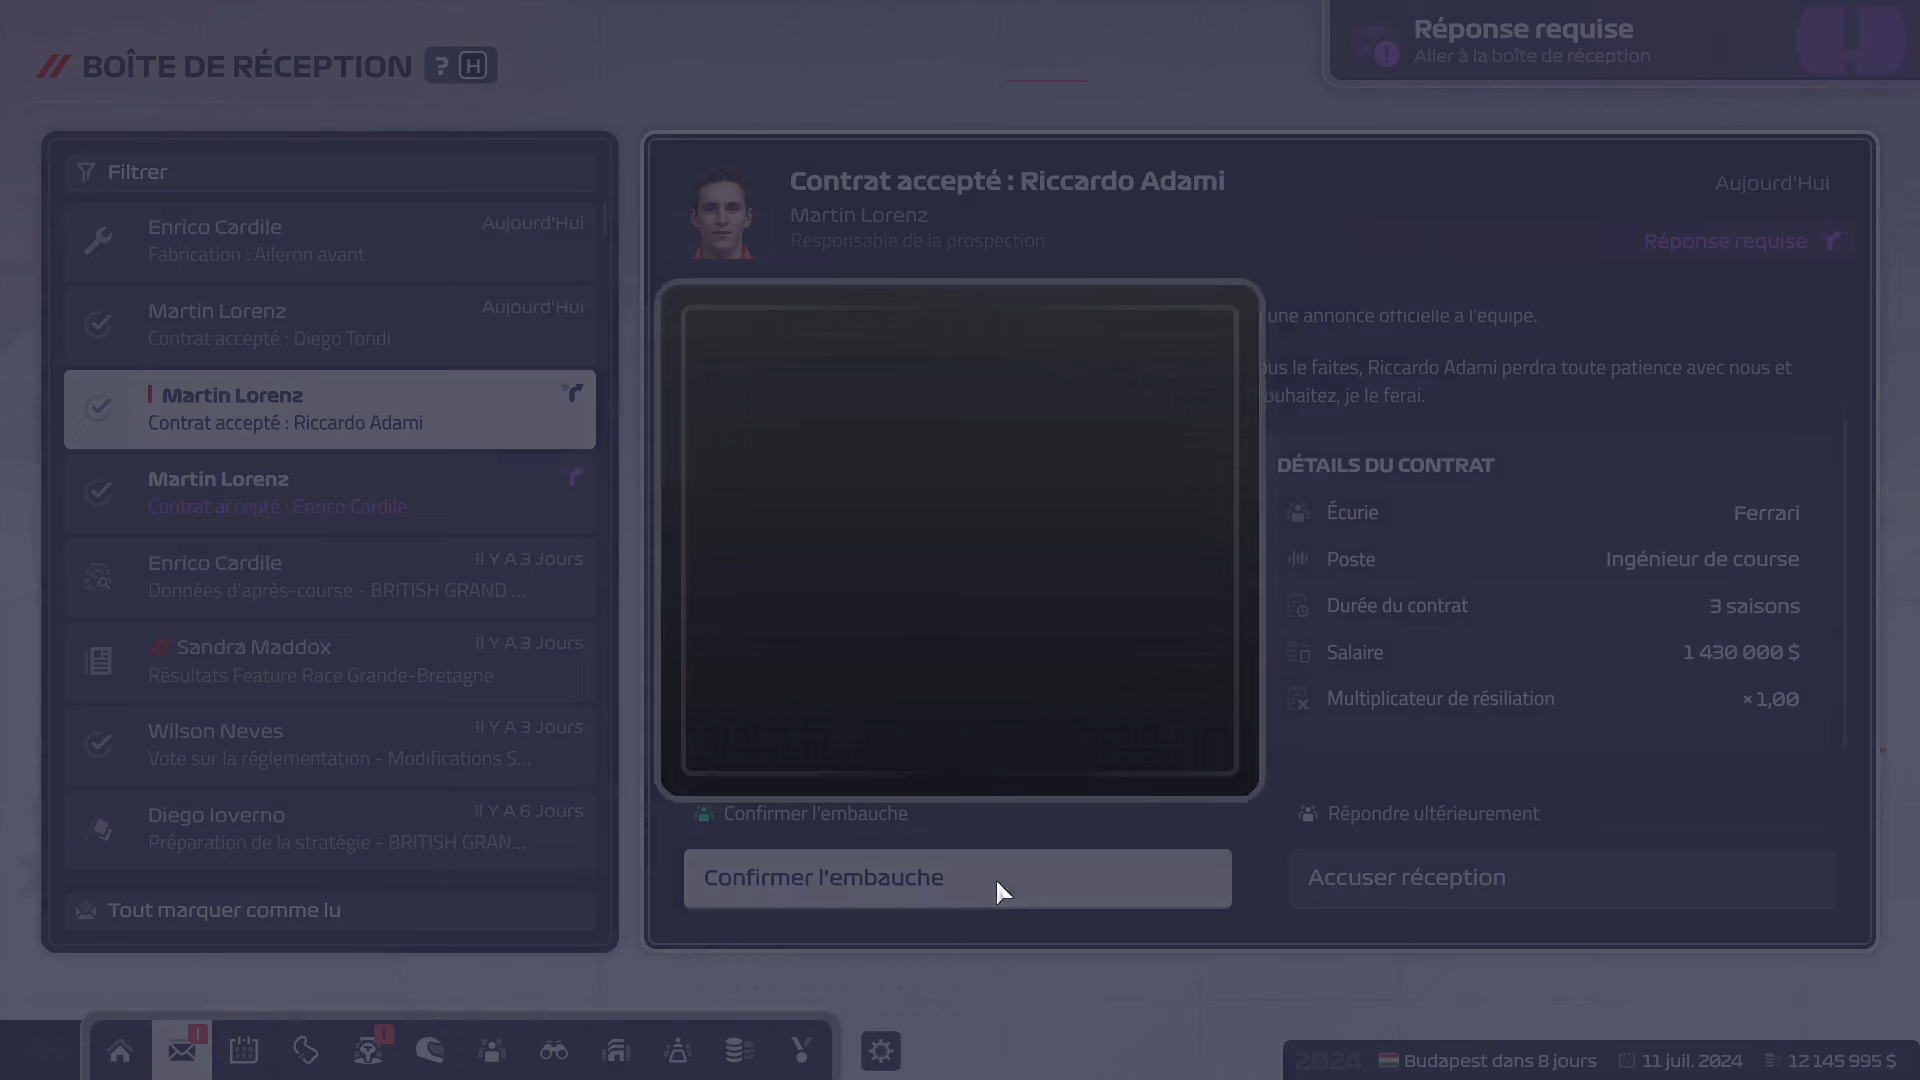 BOÎTE DE RÉCEPTION ? H
Réponse requise
Aller à la boîte de réception
Filtrer
Enrico Cardile Aujourd'Hui
Fabrication : Aileron avant
Martin Lorenz Aujourd'Hui
Contrat accepté : Diego Tondi
Martin Lorenz
Contrat accepté : Riccardo Adami
Martin Lorenz
Contrat accepté : Enrico Cardile
Enrico Cardile Il Y A 3 Jours
Données d'après-course - BRITISH GRAND ...
Sandra Maddox Il Y A 3 Jours
Résultats Feature Race Grande-Bretagne
Wilson Neves Il Y A 3 Jours
Vote sur la réglementation - Modifications S...
Diego Ioverno Il Y A 6 Jours
Préparation de la stratégie - BRITISH GRAN...
Tout marquer comme lu
Contrat accepté : Riccardo Adami Aujourd'Hui
Martin Lorenz
Responsable de la prospection
Réponse requise
une annonce officielle a l'equipe.
ous le faites, Riccardo Adami perdra toute patience avec nous et
ouhaitez, je le ferai.
DÉTAILS DU CONTRAT
Écurie Ferrari
Poste Ingénieur de course
Durée du contrat 3 saisons
Salaire 1 430 000 $
Multiplicateur de résiliation ×1,00
Confirmer l'embauche
Répondre ultérieurement
Confirmer l'embauche
Accuser réception
2024 Budapest dans 8 jours 11 juil. 2024 12 145 995 $